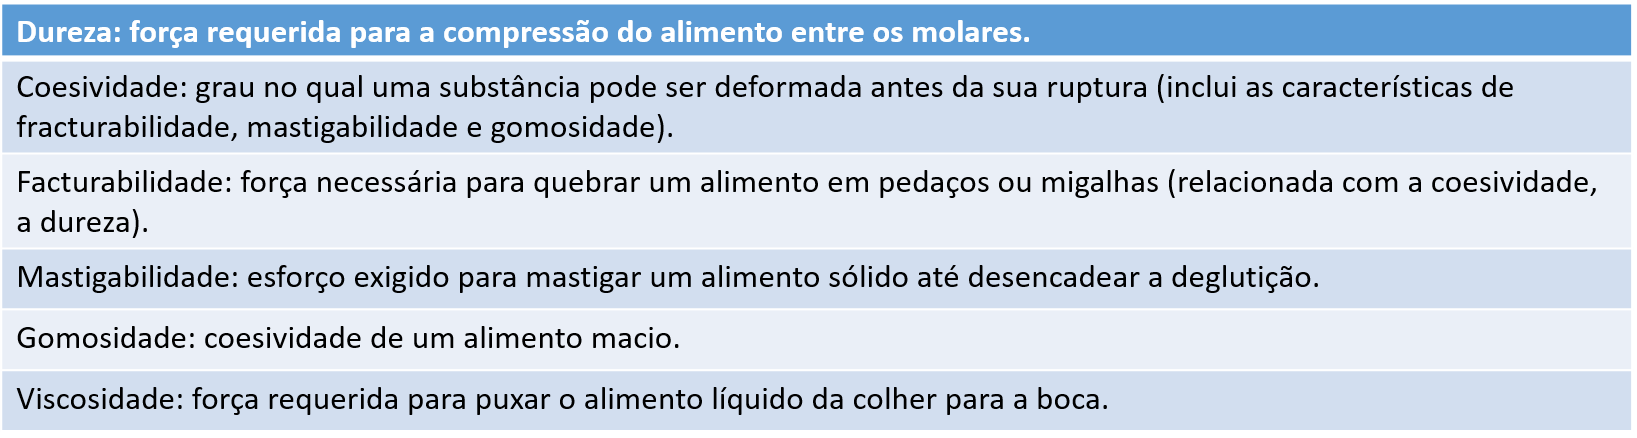 Dureza: força requerida para a compressão do alimento entre os molares.
Coesividade: grau no qual uma substância pode ser deformada antes da sua ruptura (inclui as características de
fracturabilidade, mastigabilidade e gomosidade).
Facturabilidade: força necessária para quebrar um alimento em pedaços ou migalhas (relacionada com a coesividade,
a dureza).
Mastigabilidade: esforço exigido para mastigar um alimento sólido até desencadear a deglutição.
Gomosidade: coesividade de um alimento macio.
Viscosidade: força requerida para puxar o alimento líquido da colher para a boca.